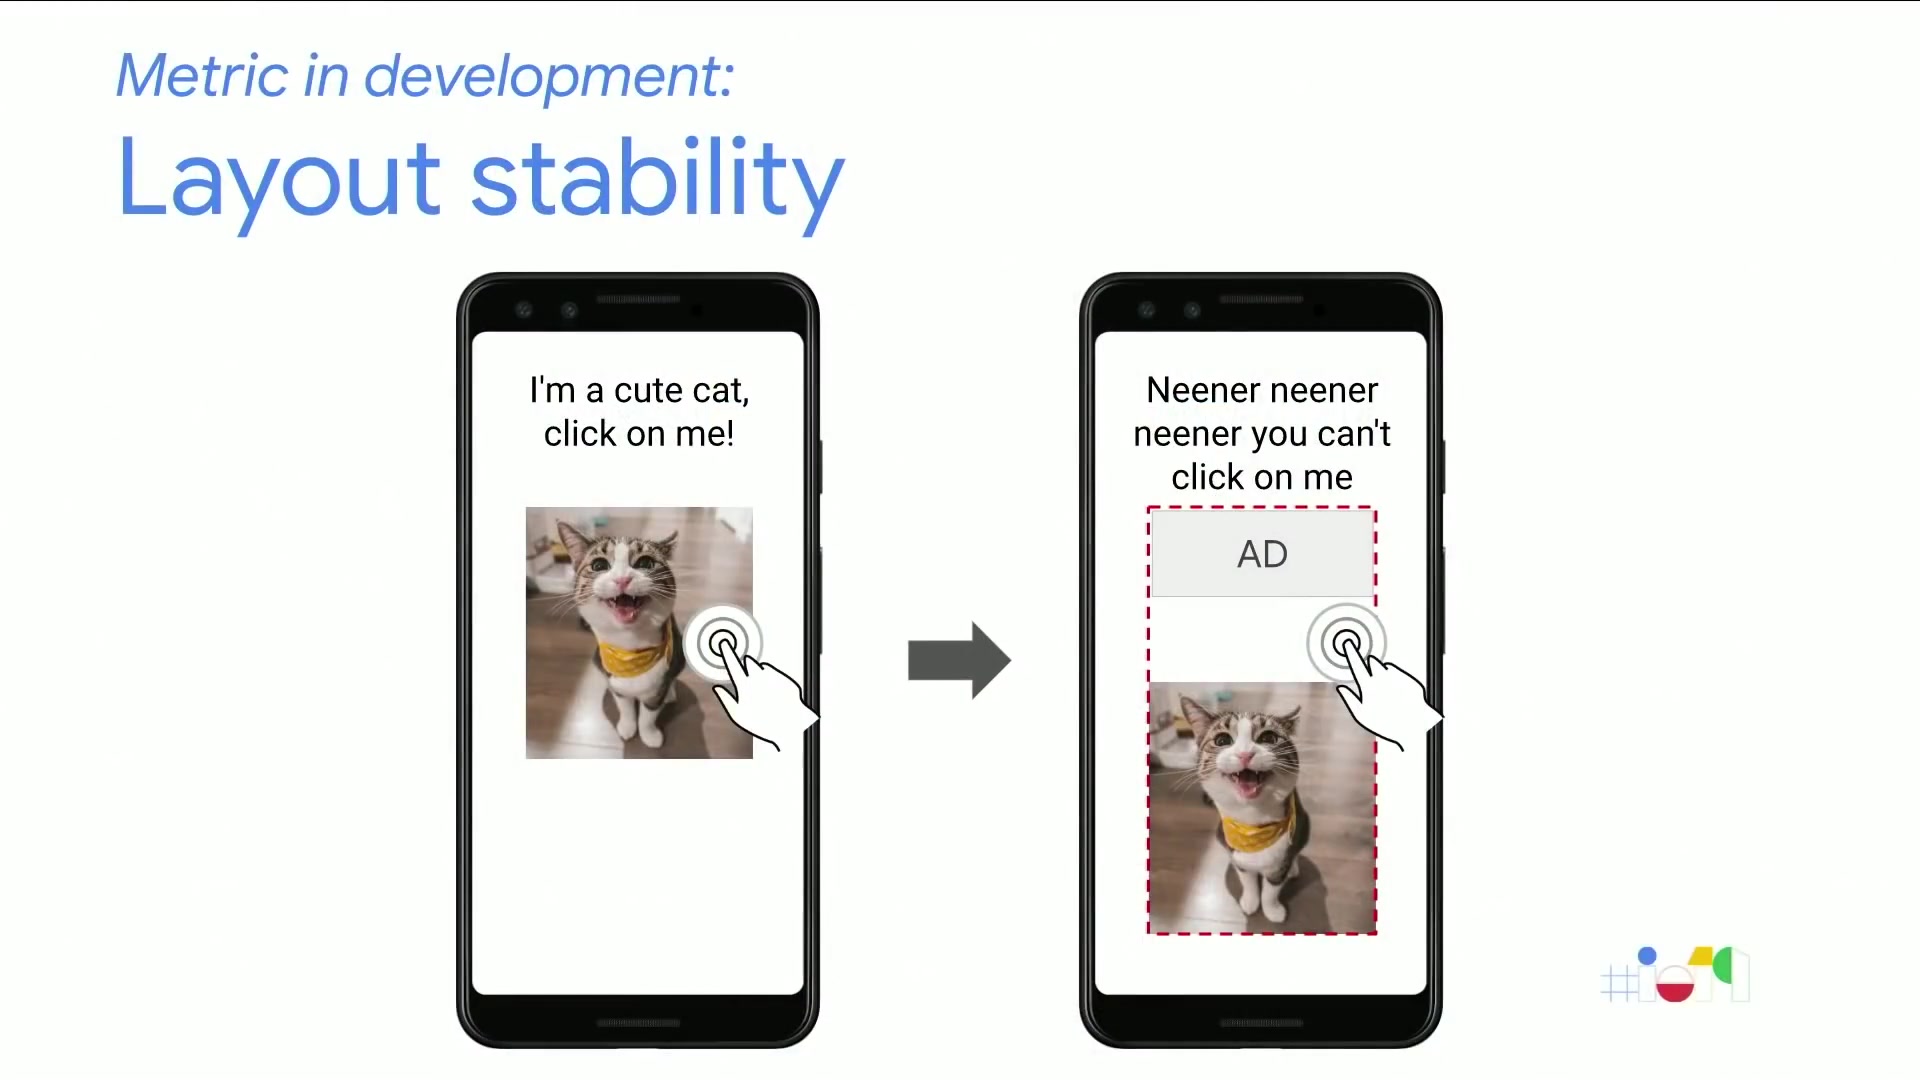 Metric in development:
Layout stability
I'm a cute cat,
click on me!
Neener neener
neener you can't
click on me
AD
#io19